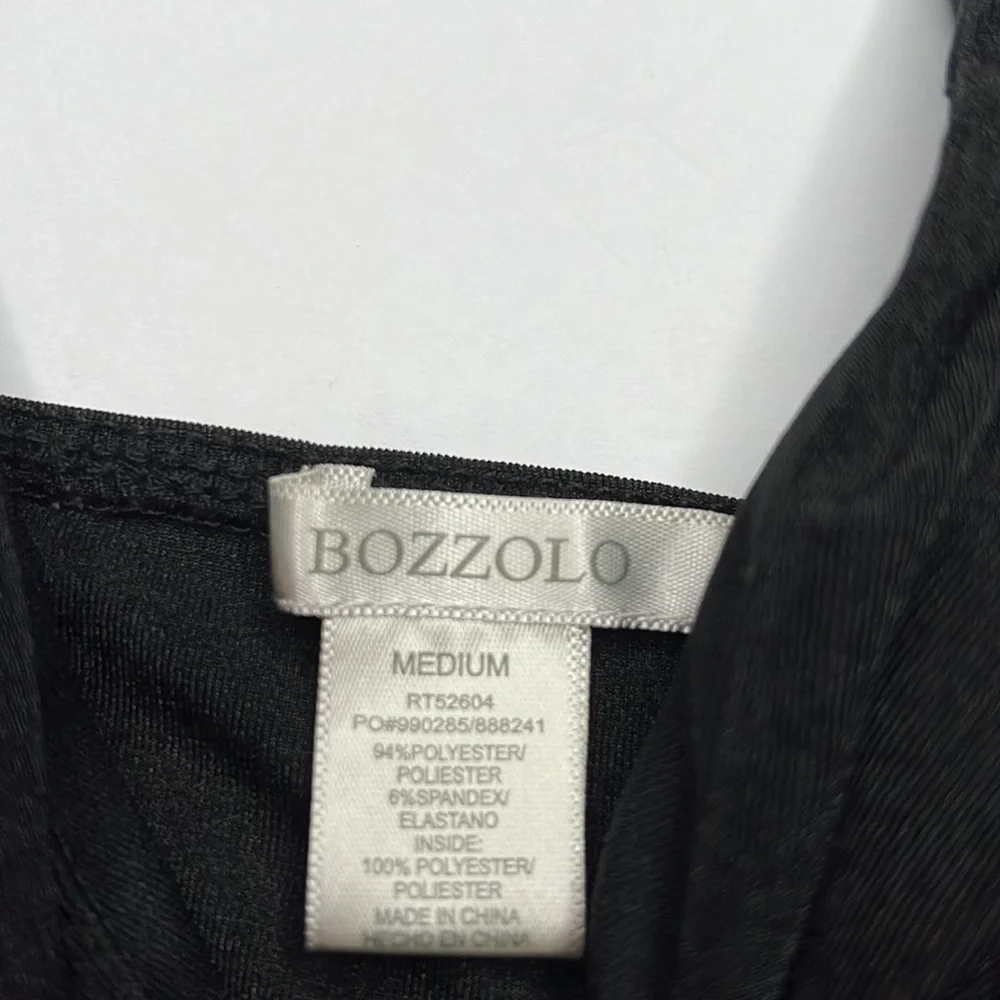 BOZZOLO
MEDIUM
RT52604
PO#990285/888241
94%POLYESTER/
POLIESTER
6%SPANDEX/
ELASTANO
INSIDE:
100% POLYESTER/
POLIESTER
MADE IN CHINA
HECHO EN CHINA